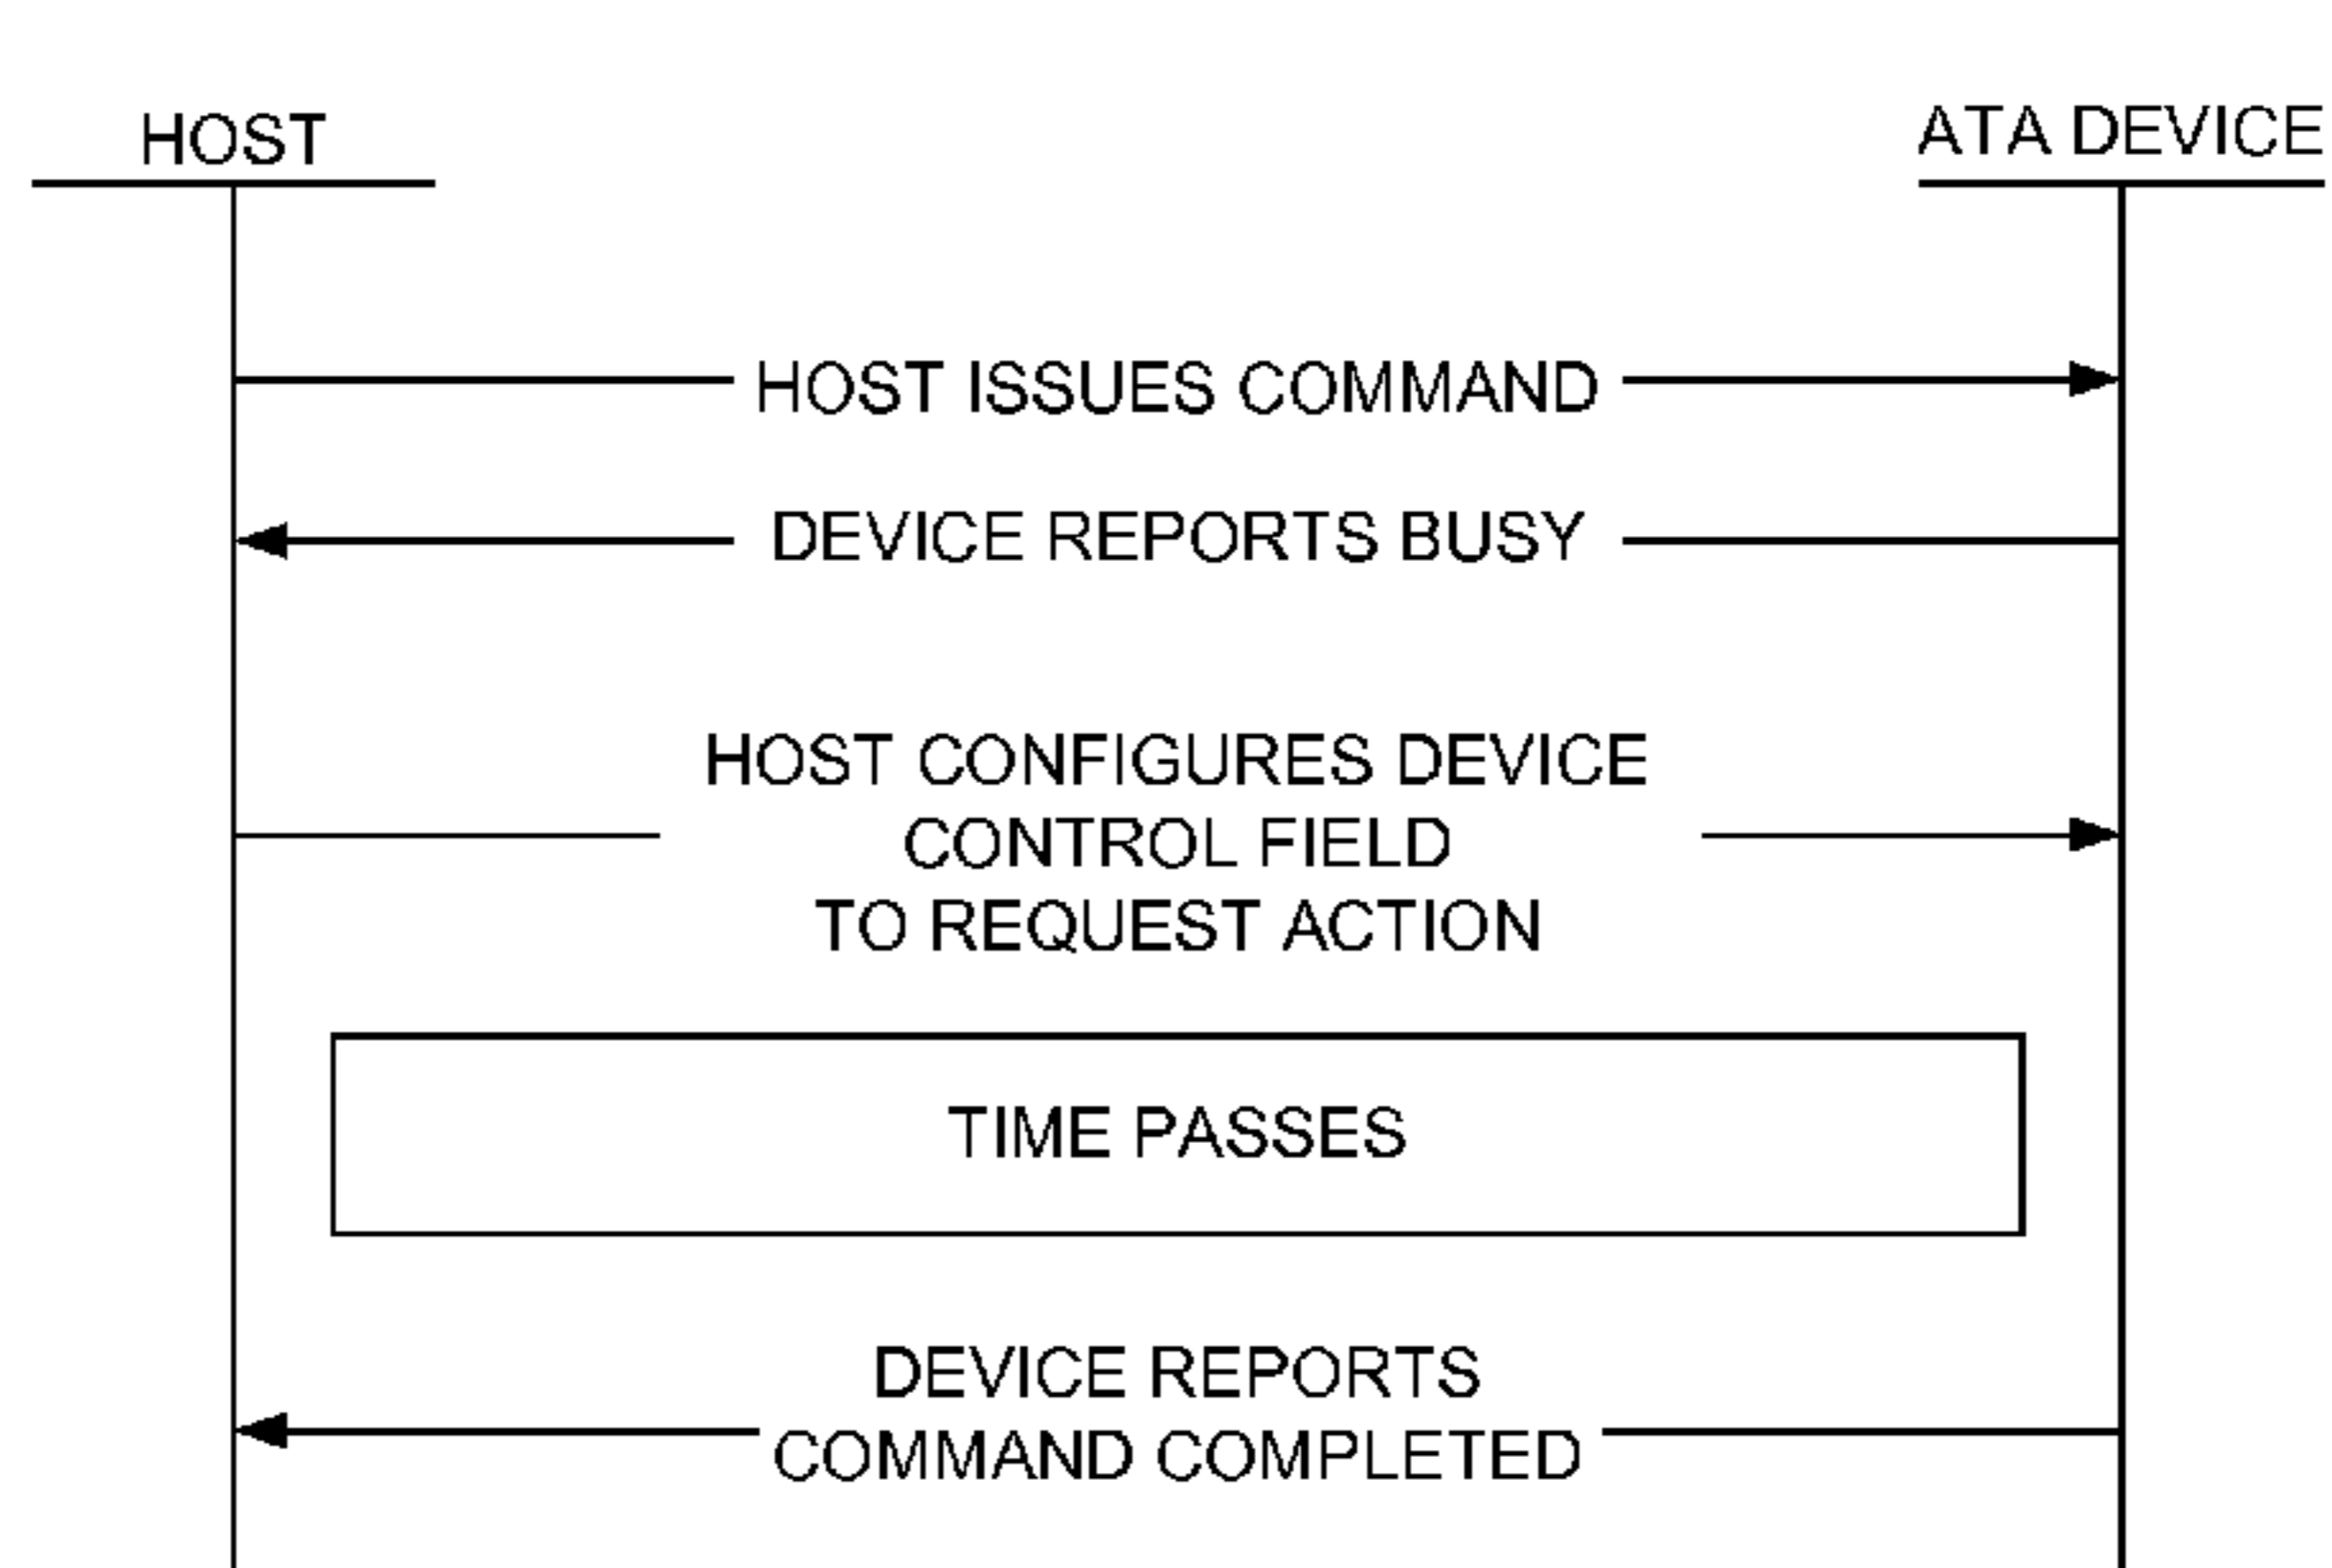 HOST
ATA DEVICE
HOST ISSUES COMMAND
DEVICE REPORTS BUSY
HOST CONFIGURES DEVICE
CONTROL FIELD
TO REQUEST ACTION
TIME PASSES
DEVICE REPORTS
COMMAND COMPLETED